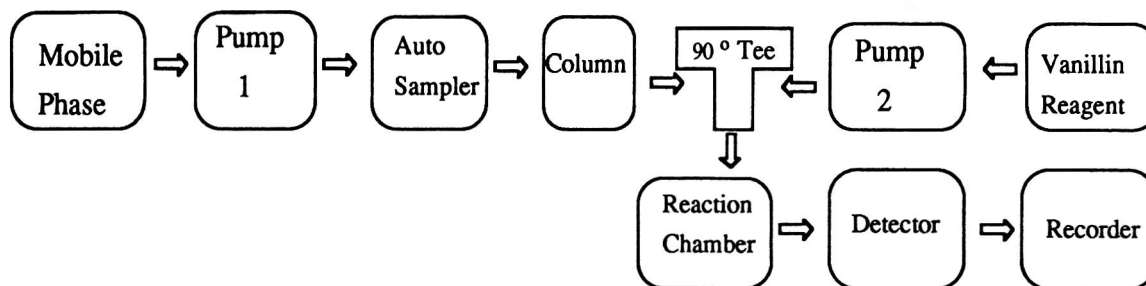 Mobile
Phase
Pump
1
Auto
Sampler
Column
90 º Tee
Pump
2
Vanillin
Reagent
Reaction
Chamber
Detector
Recorder